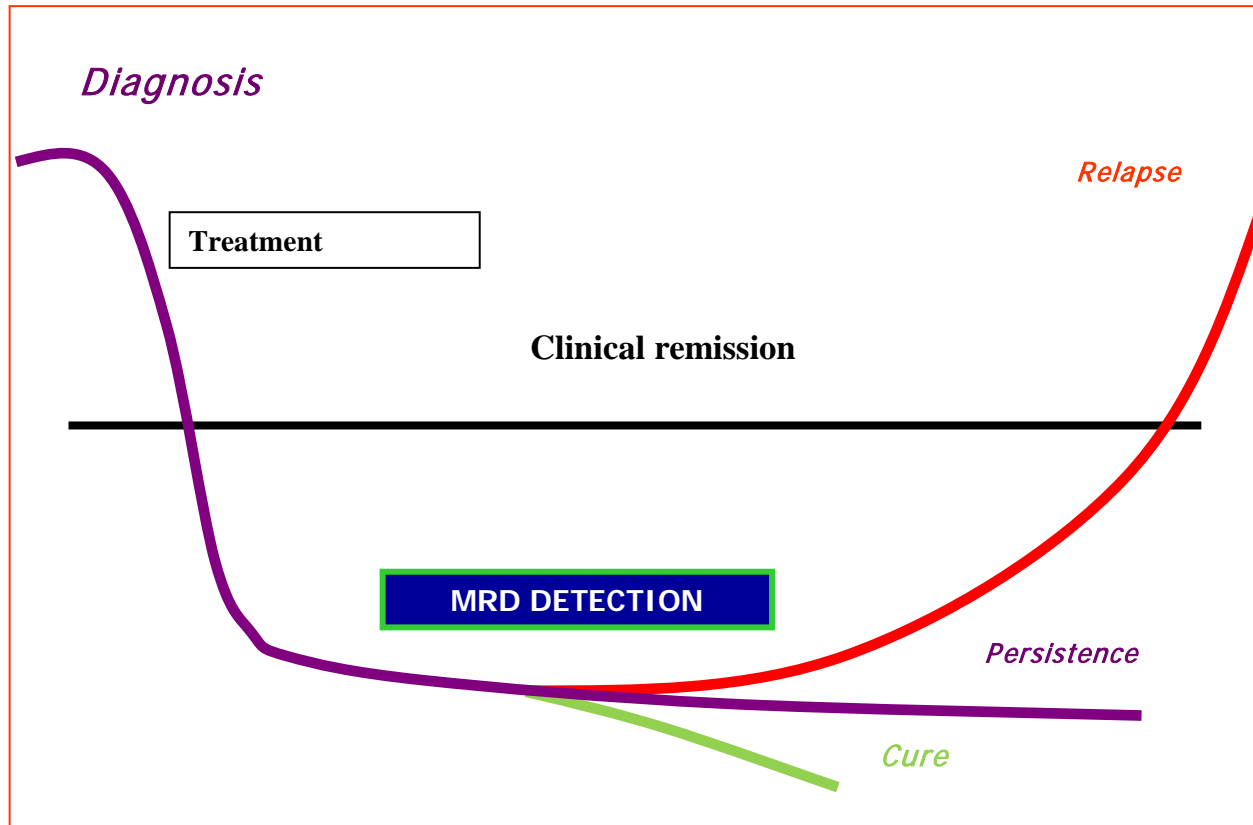 Diagnosis
Relapse
Treatment
Clinical remission
MRD DETECTION
Persistence
Cure